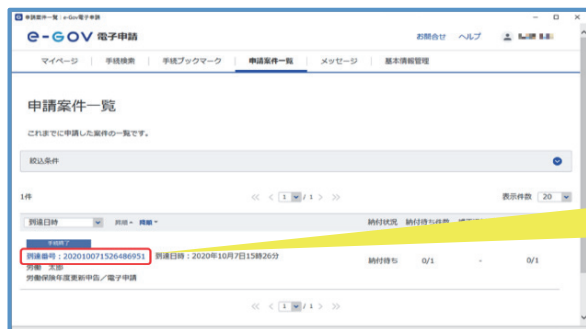 申請案件一覧 | e-Gov電子申請
e-GOV 電子申請
お問合せ ヘルプ
マイページ 手続検索 手続ブックマーク 申請案件一覧 メッセージ 基本情報管理
申請案件一覧
これまでに申請した案件の一覧です。
絞込条件
1件
<< < 1 / 1 > >>
表示件数 20
到達日時 昇順 降順
納付状況 納付待ち件数
手続終了
到達番号：202010071526486951 到達日時：2020年10月7日15時26分
労働 太郎
労働保険年度更新申告／電子申請
納付待ち 0/1 - 0/1
<< < 1 / 1 > >>